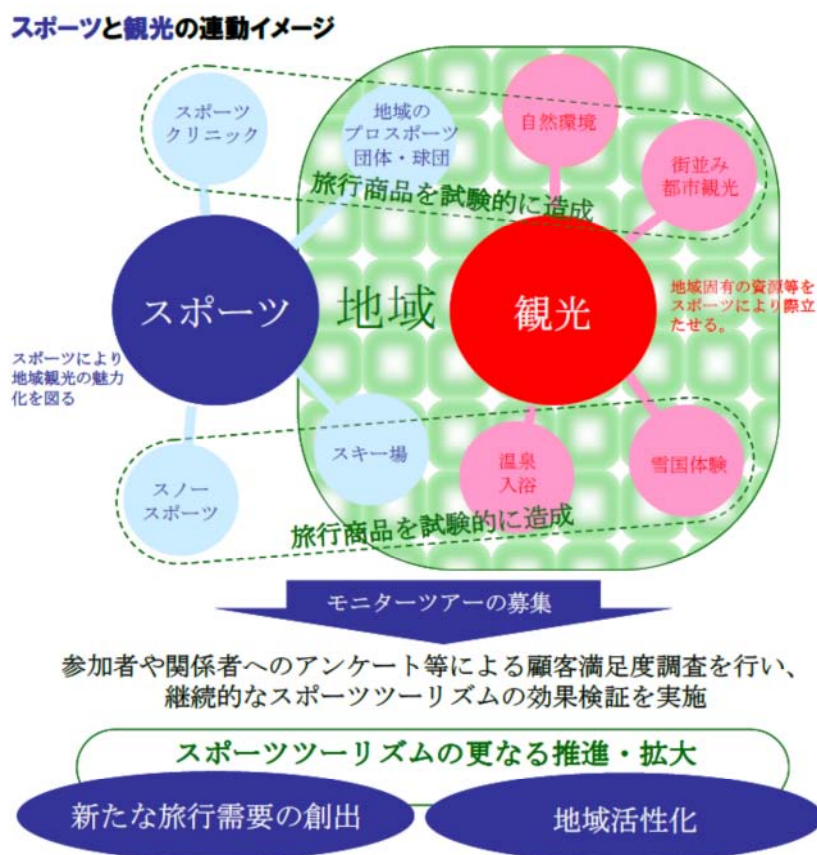 スポーツと観光の連動イメージ
スポーツ
クリニック
地域の
プロスポーツ
団体・球団
自然環境
街並み
都市観光
旅行商品を試験的に造成
スポーツ
地域
観光
地域固有の資源等を
スポーツにより際立
たせる。
スポーツにより
地域観光の魅力
化を図る
スノー
スポーツ
スキー場
温泉
入浴
雪国体験
旅行商品を試験的に造成
モニターツアーの募集
参加者や関係者へのアンケート等による顧客満足度調査を行い、
継続的なスポーツツーリズムの効果検証を実施
スポーツツーリズムの更なる推進・拡大
新たな旅行需要の創出
地域活性化